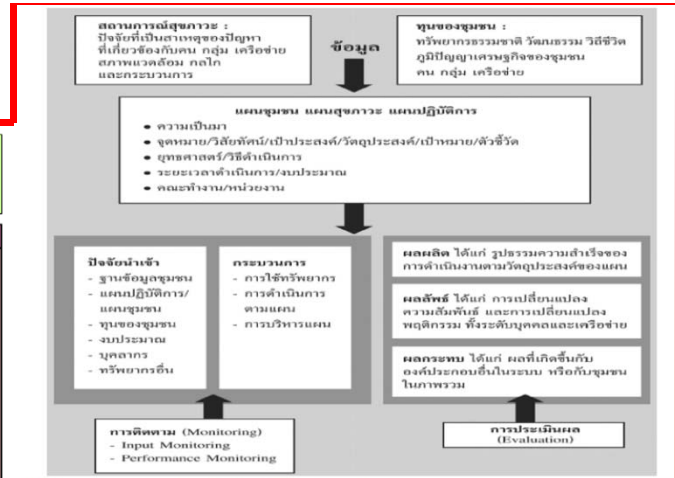 สถานการณ์สุขภาวะ :
ปัจจัยที่เป็นสาเหตุของปัญหา
ที่เกี่ยวข้องกับคน กลุ่ม เครือข่าย
สภาพแวดล้อม กลไก
และกระบวนการ
ข้อมูล
ทุนของชุมชน :
ทรัพยากรธรรมชาติ วัฒนธรรม วิถีชีวิต
ภูมิปัญญาเศรษฐกิจของชุมชน
คน กลุ่ม เครือข่าย
แผนชุมชน แผนสุขภาวะ แผนปฏิบัติการ
● ความเป็นมา
● จุดหมาย/วิสัยทัศน์/เป้าประสงค์/วัตถุประสงค์/เป้าหมาย/ตัวชี้วัด
● ยุทธศาสตร์/วิธีดำเนินการ
● ระยะเวลาดำเนินการ/งบประมาณ
● คณะทำงาน/หน่วยงาน
ปัจจัยนำเข้า
- ฐานข้อมูลชุมชน
- แผนปฏิบัติการ/
แผนชุมชน
- ทุนของชุมชน
- งบประมาณ
- บุคลากร
- ทรัพยากรอื่น
กระบวนการ
- การใช้ทรัพยากร
- การดำเนินการ
ตามแผน
- การบริหารแผน
ผลผลิต ได้แก่ รูปธรรมความสำเร็จของ
การดำเนินงานตามวัตถุประสงค์ของแผน
ผลลัพธ์ ได้แก่ การเปลี่ยนแปลง
ความสัมพันธ์ และการเปลี่ยนแปลง
พฤติกรรม ทั้งระดับบุคคลและเครือข่าย
ผลกระทบ ได้แก่ ผลที่เกิดขึ้นกับ
องค์ประกอบอื่นในระบบ หรือกับชุมชน
ในภาพรวม
การติดตาม (Monitoring)
- Input Monitoring
- Performance Monitoring
การประเมินผล
(Evaluation)